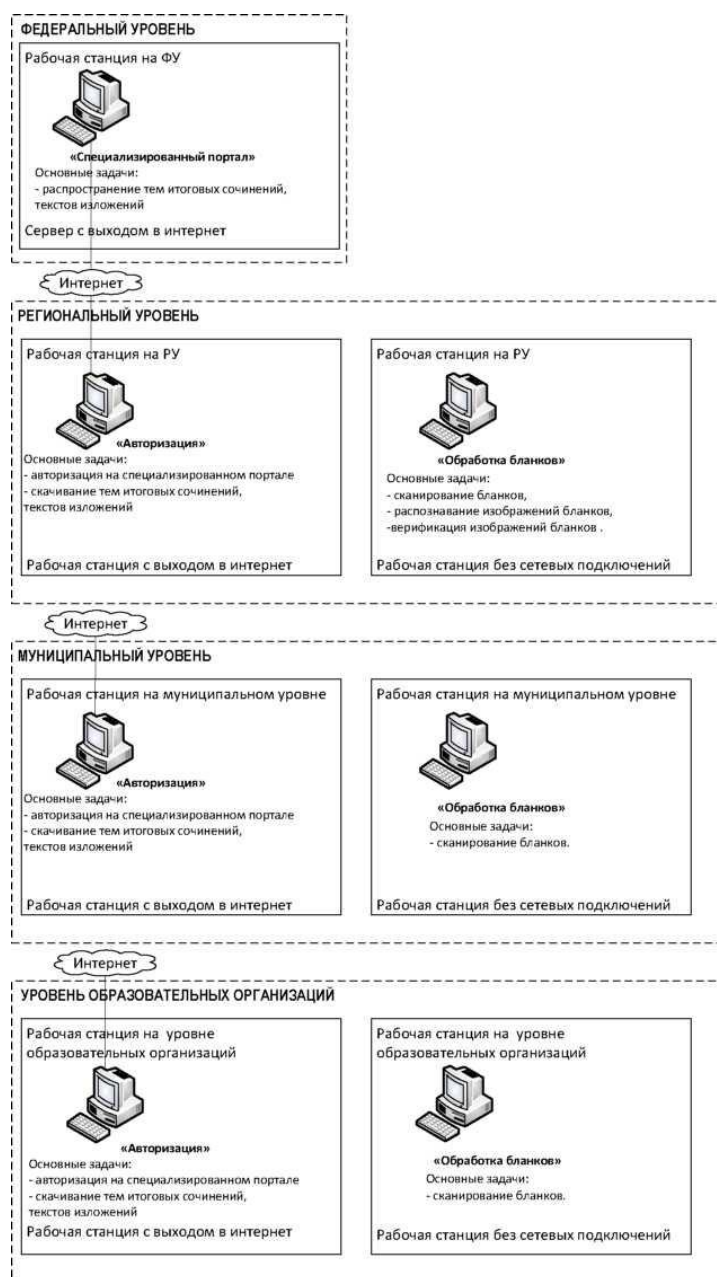 ФЕДЕРАЛЬНЫЙ УРОВЕНЬ
Рабочая станция на ФУ
«Специализированный портал»
Основные задачи:
- распространение тем итоговых сочинений,
текстов изложений
Сервер с выходом в интернет
Интернет
РЕГИОНАЛЬНЫЙ УРОВЕНЬ
Рабочая станция на РУ
«Авторизация»
Основные задачи:
- авторизация на специализированном портале
- скачивание тем итоговых сочинений,
текстов изложений
Рабочая станция с выходом в интернет
Рабочая станция на РУ
«Обработка бланков»
Основные задачи:
- сканирование бланков,
- распознавание изображений бланков,
-верификация изображений бланков .
Рабочая станция без сетевых подключений
Интернет
МУНИЦИПАЛЬНЫЙ УРОВЕНЬ
Рабочая станция на муниципальном уровне
«Авторизация»
Основные задачи:
- авторизация на специализированном портале
- скачивание тем итоговых сочинений,
текстов изложений
Рабочая станция с выходом в интернет
Рабочая станция на муниципальном уровне
«Обработка бланков»
Основные задачи:
- сканирование бланков.
Рабочая станция без сетевых подключений
Интернет
УРОВЕНЬ ОБРАЗОВАТЕЛЬНЫХ ОРГАНИЗАЦИЙ
Рабочая станция на уровне
образовательных организаций
«Авторизация»
Основные задачи:
- авторизация на специализированном портале
- скачивание тем итоговых сочинений,
текстов изложений
Рабочая станция с выходом в интернет
Рабочая станция на уровне
образовательных организаций
«Обработка бланков»
Основные задачи:
- сканирование бланков.
Рабочая станция без сетевых подключений